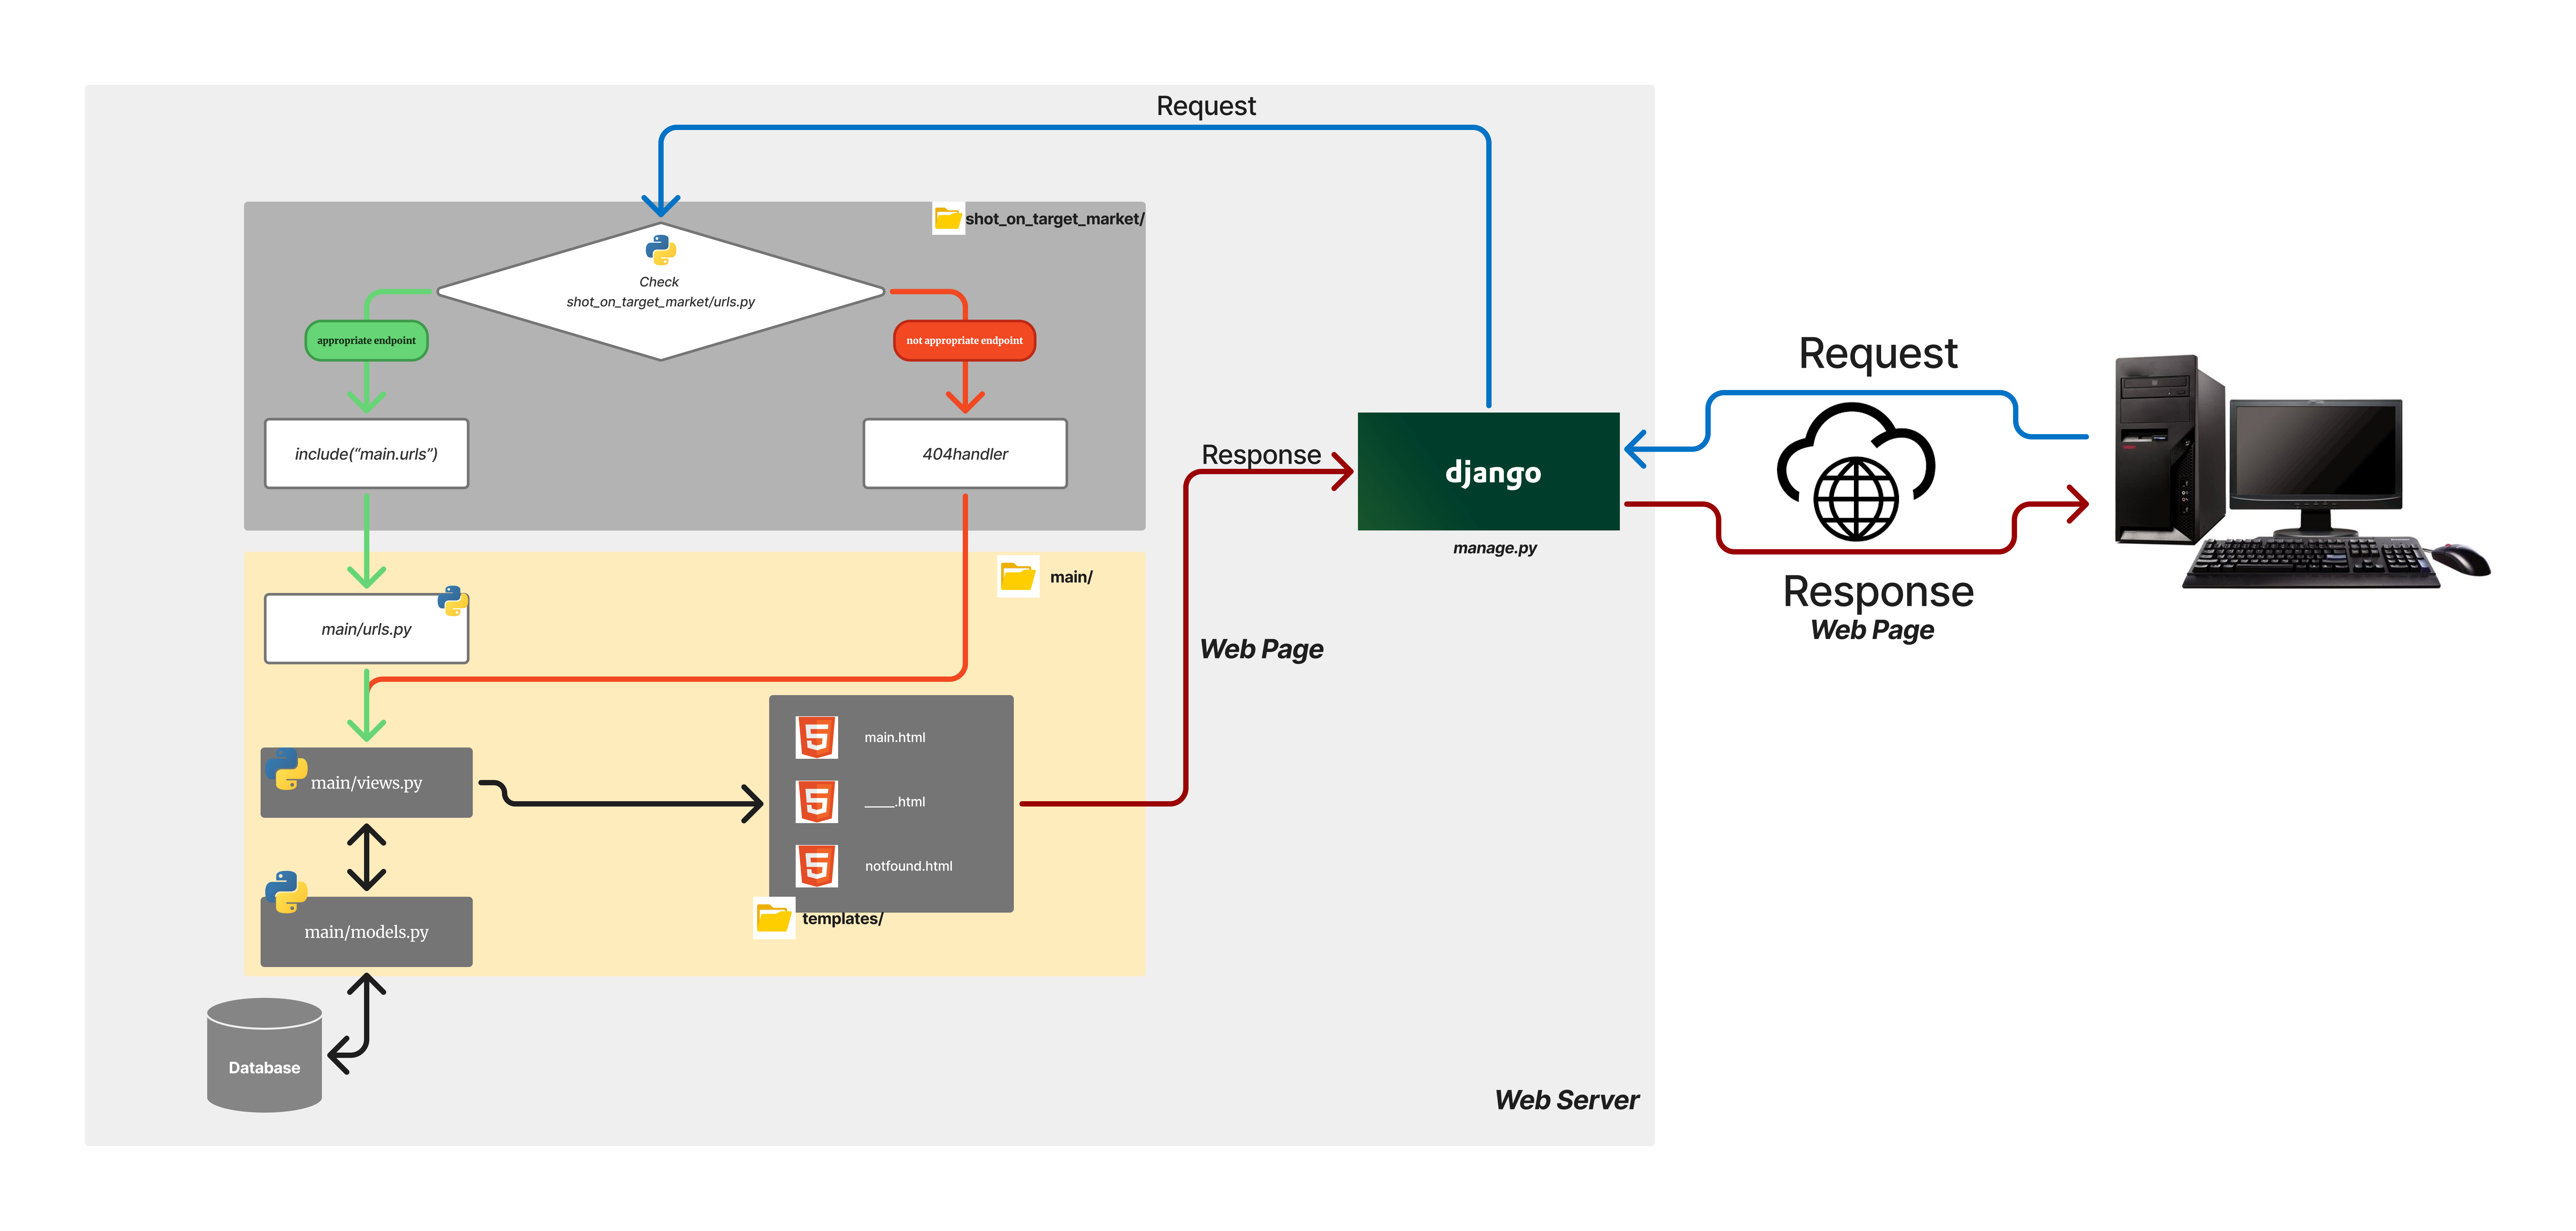 Request
shot_on_target_market/
Check
shot_on_target_market/urls.py
appropriate endpoint
not appropriate endpoint
include(“main.urls”)
404handler
Response
django
manage.py
Request
Response
Web Page
main/
main/urls.py
Web Page
main.html
main/views.py
____.html
notfound.html
templates/
main/models.py
Database
Web Server